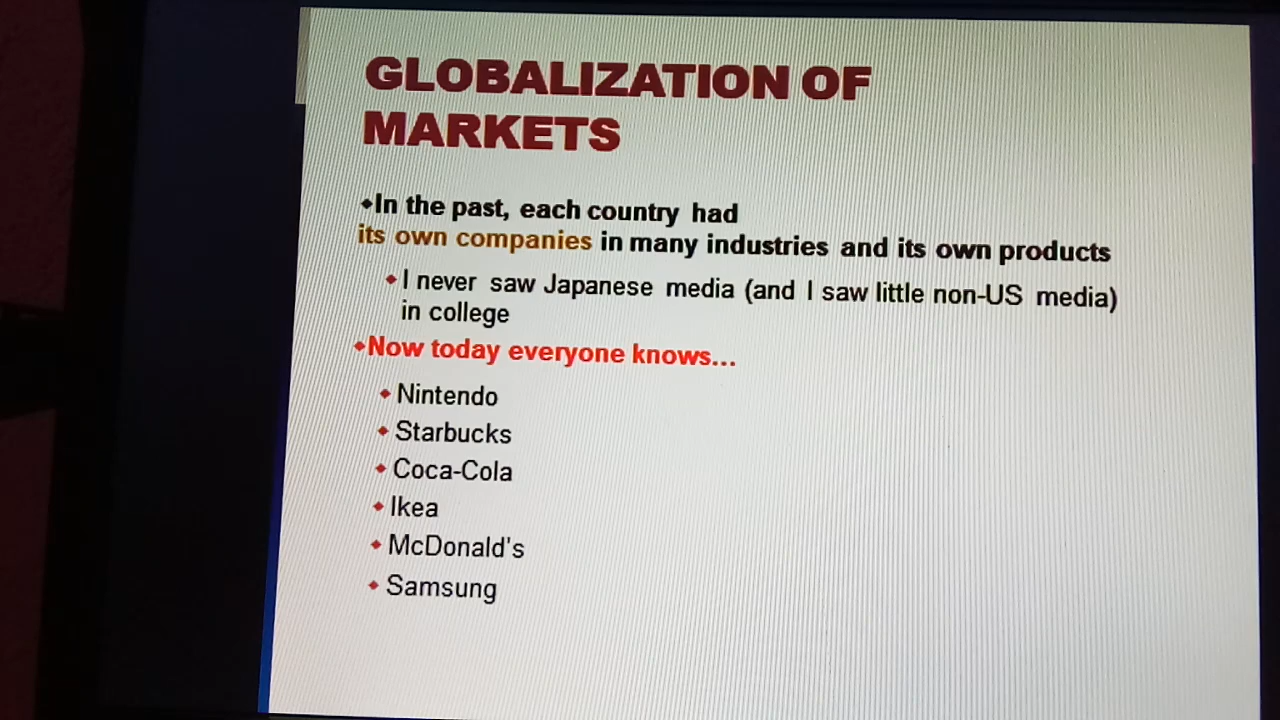 GLOBALIZATION OF
MARKETS
◆In the past, each country had
its own companies in many industries and its own products
◆I never saw Japanese media (and I saw little non-US media)
in college
◆Now today everyone knows...
◆Nintendo
◆Starbucks
◆Coca-Cola
◆Ikea
◆McDonald's
◆Samsung